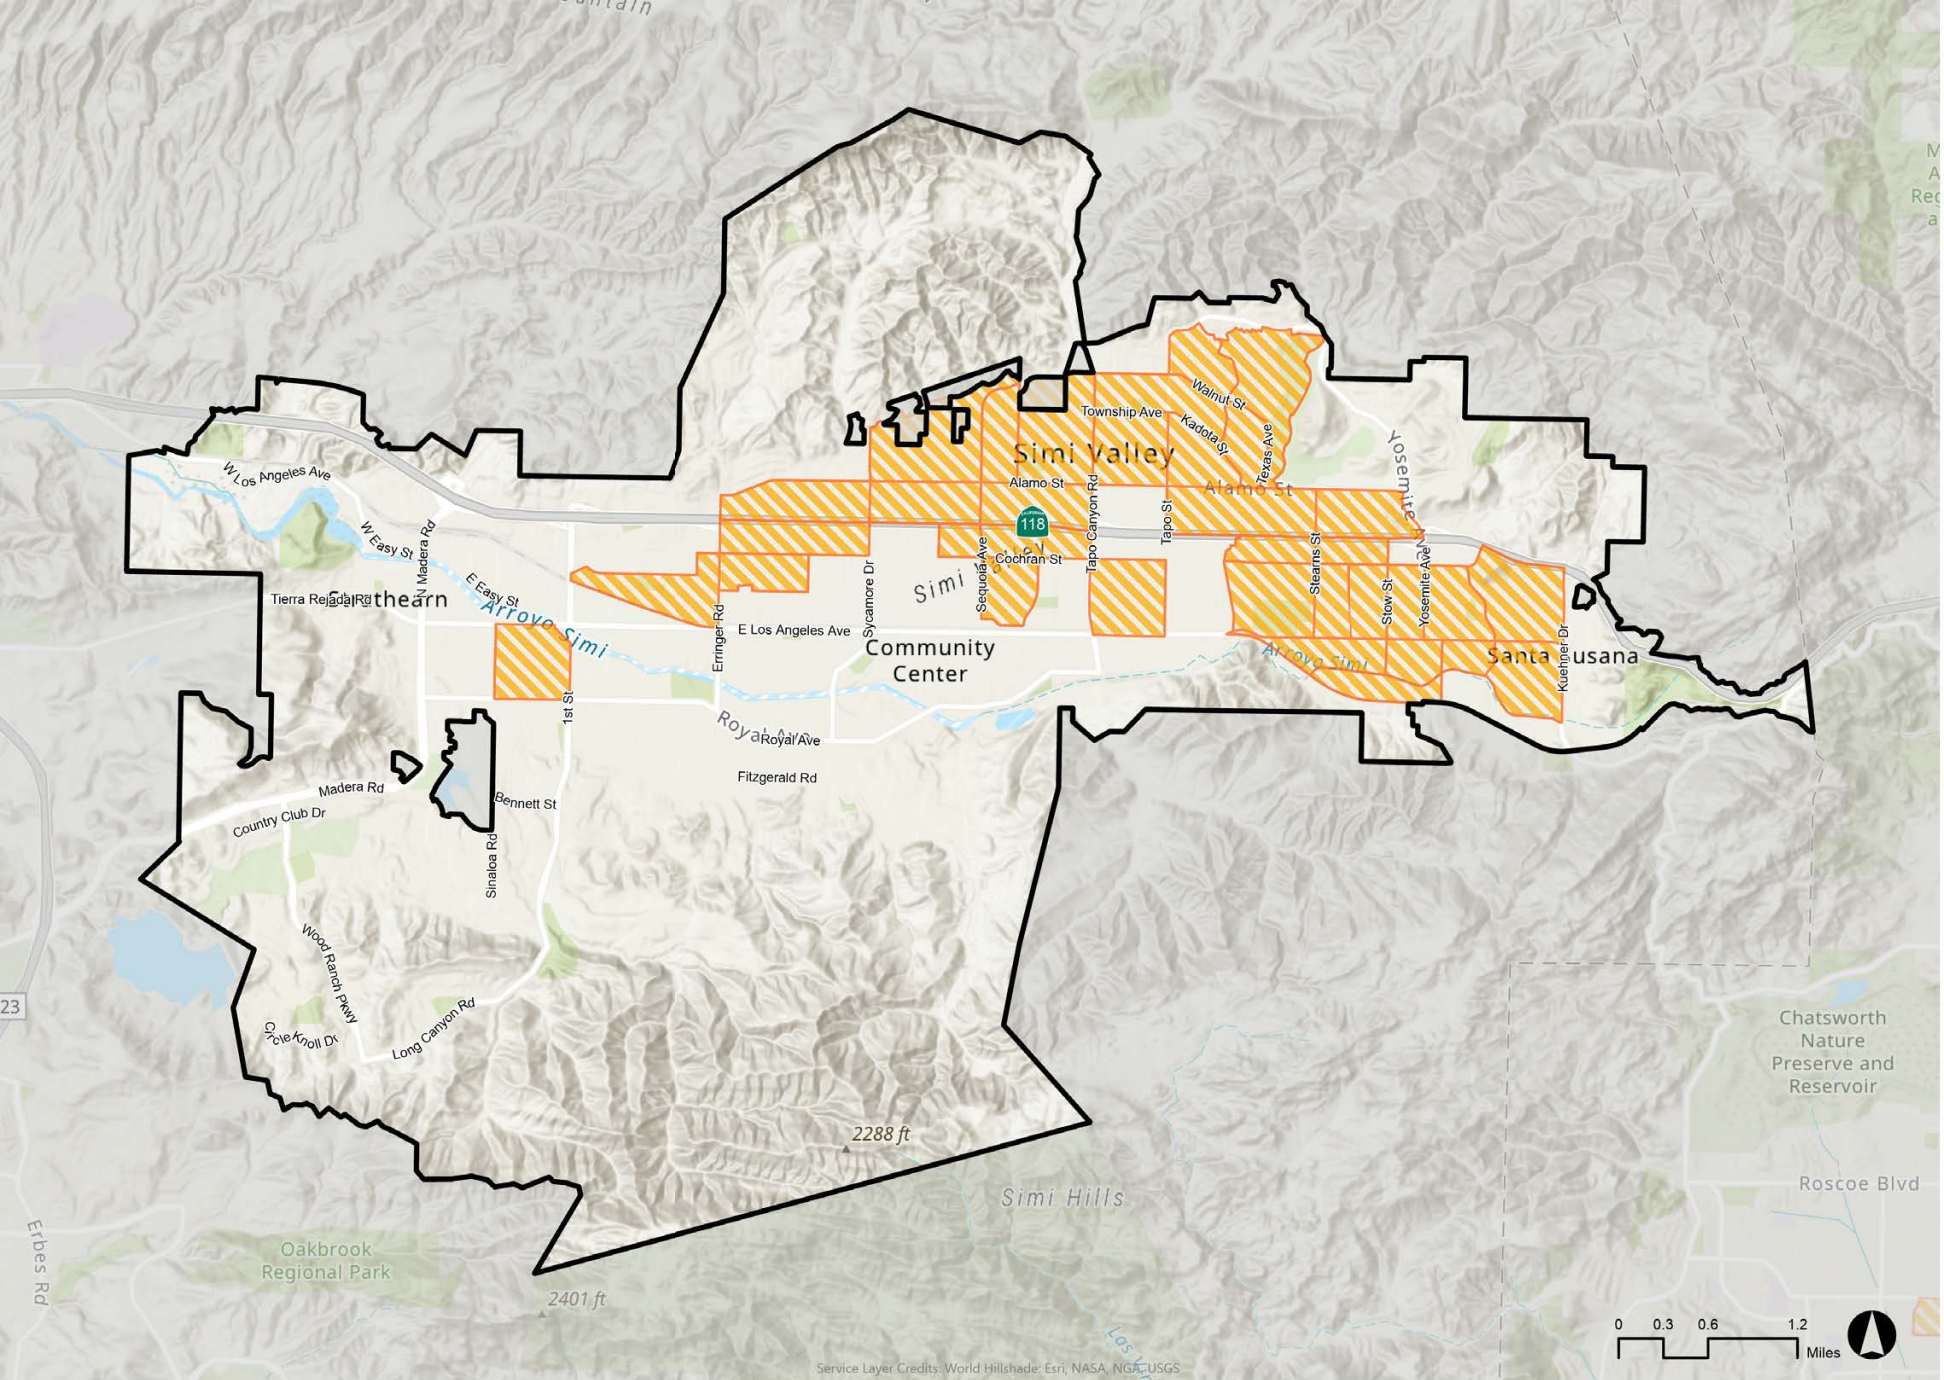 untain
M
A
Rec
a
Walnut St
Township Ave
Kadota St
Simi Valley
Texas Ave
Yosemite Ave
W Los Angeles Ave
Alamo St
Alamo St
Tapo Canyon Rd
Tapo St
CALIFORNIA
118
W Easy St
N Madera Rd
Sequoia Ave
Cochran St
Simi Valley
Stearns St
Stow St
Yosemite Ave
E Easy St
Tierra Rejada Rd
Arroyo Simi
Erringer Rd
Sycamore Dr
E Los Angeles Ave
Community
Center
Arroyo Simi
Santa Susana
Kuehner Dr
1st St
Royal Ave
Royal Ave
Fitzgerald Rd
Madera Rd
Country Club Dr
Bennett St
Sinaloa Rd
Wood Ranch Pkwy
Long Canyon Rd
Circle Knoll Dr
23
Chatsworth
Nature
Preserve and
Reservoir
2288 ft
Simi Hills
Roscoe Blvd
Erbes Rd
Oakbrook
Regional Park
2401 ft
0 0.3 0.6 1.2
Miles
Service Layer Credits: World Hillshade: Esri, NASA, NGA, USGS